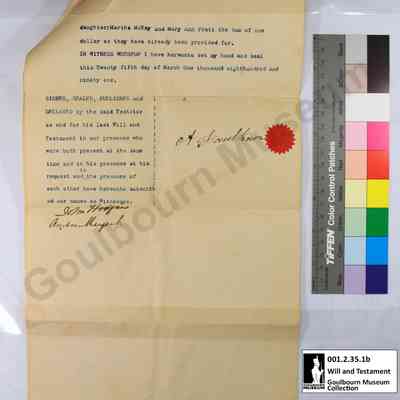 daughter;Martha McKay and Mary Ann Pratt the sum of one
dollar as they have already been provided for.
IN WITNESS WHEREOF I have hereunto set my hand and seal
this Twenty fifth day of March One thousand eighthundred and
ninety one.
SIGNED, SEALED, PUBLISHED and
DECLARED by the said Testator
as and for his last Will and
Testament in our presence who
were both present at the same
time and in his presence at his
request and the presence of
each other have hereunto subscrib
ed our names as Witnesses.
John
TIFFEN Color Control Patches
Goulbourn Museum
001.2.35.1b
Will and Testament
Goulbourn Museum
Collection